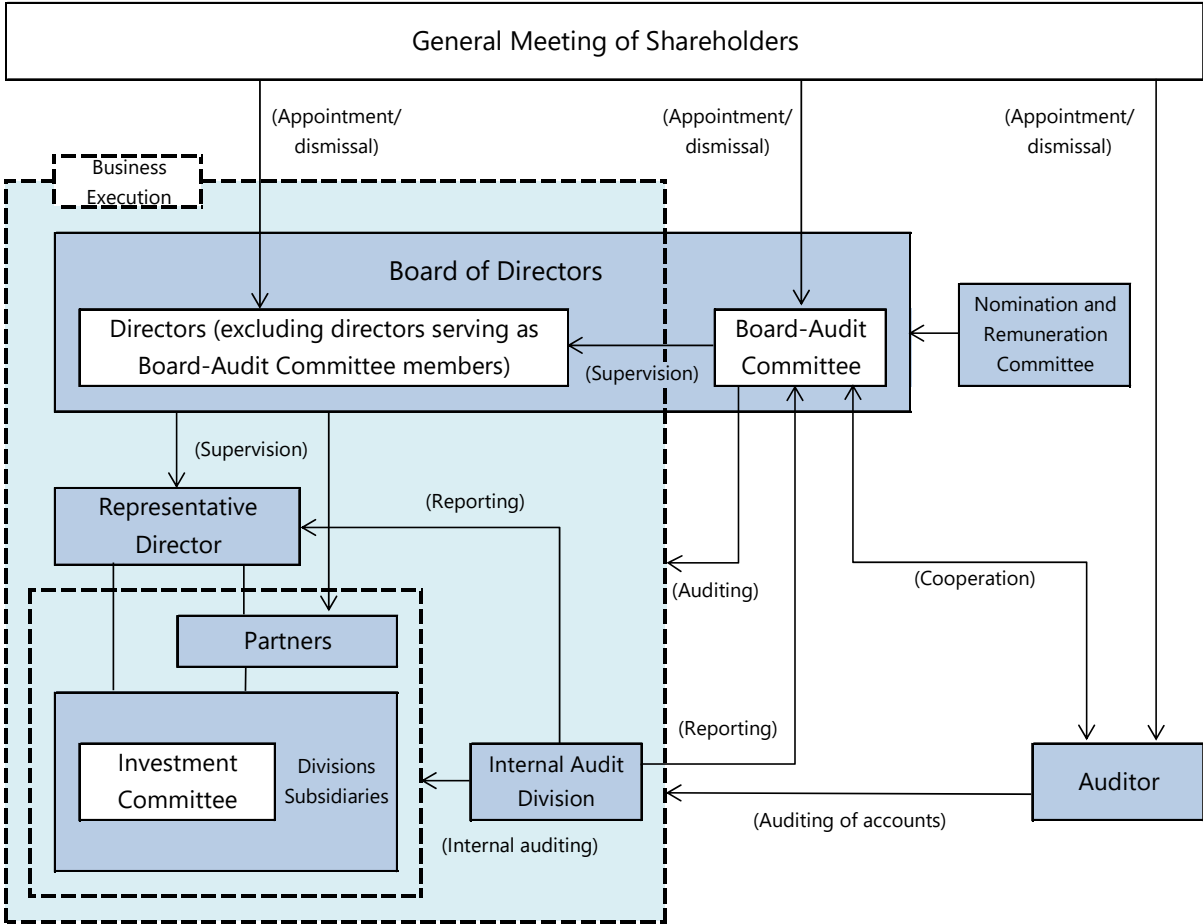 General Meeting of Shareholders
(Appointment/
dismissal)
(Appointment/
dismissal)
(Appointment/
dismissal)
Business
Execution
Board of Directors
Directors (excluding directors serving as
Board-Audit Committee members)
(Supervision)
Board-Audit
Committee
Nomination and
Remuneration
Committee
(Supervision)
Representative
Director
(Reporting)
(Auditing)
(Cooperation)
Partners
(Reporting)
Investment
Committee
Divisions
Subsidiaries
Internal Audit
Division
Auditor
(Internal auditing)
(Auditing of accounts)